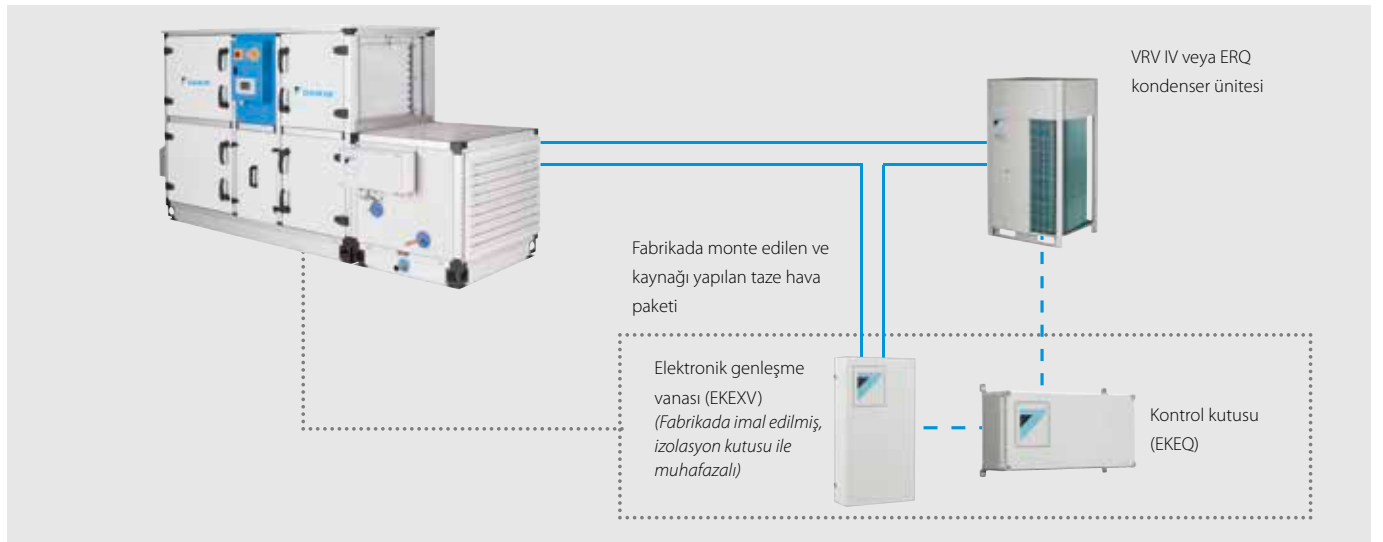 VRV IV veya ERQ
kondenser ünitesi
Fabrikada monte edilen ve
kaynağı yapılan taze hava
paketi
Elektronik genleşme
vanası (EKEXV)
(Fabrikada imal edilmiş,
izolasyon kutusu ile
muhafazalı)
Kontrol kutusu
(EKEQ)